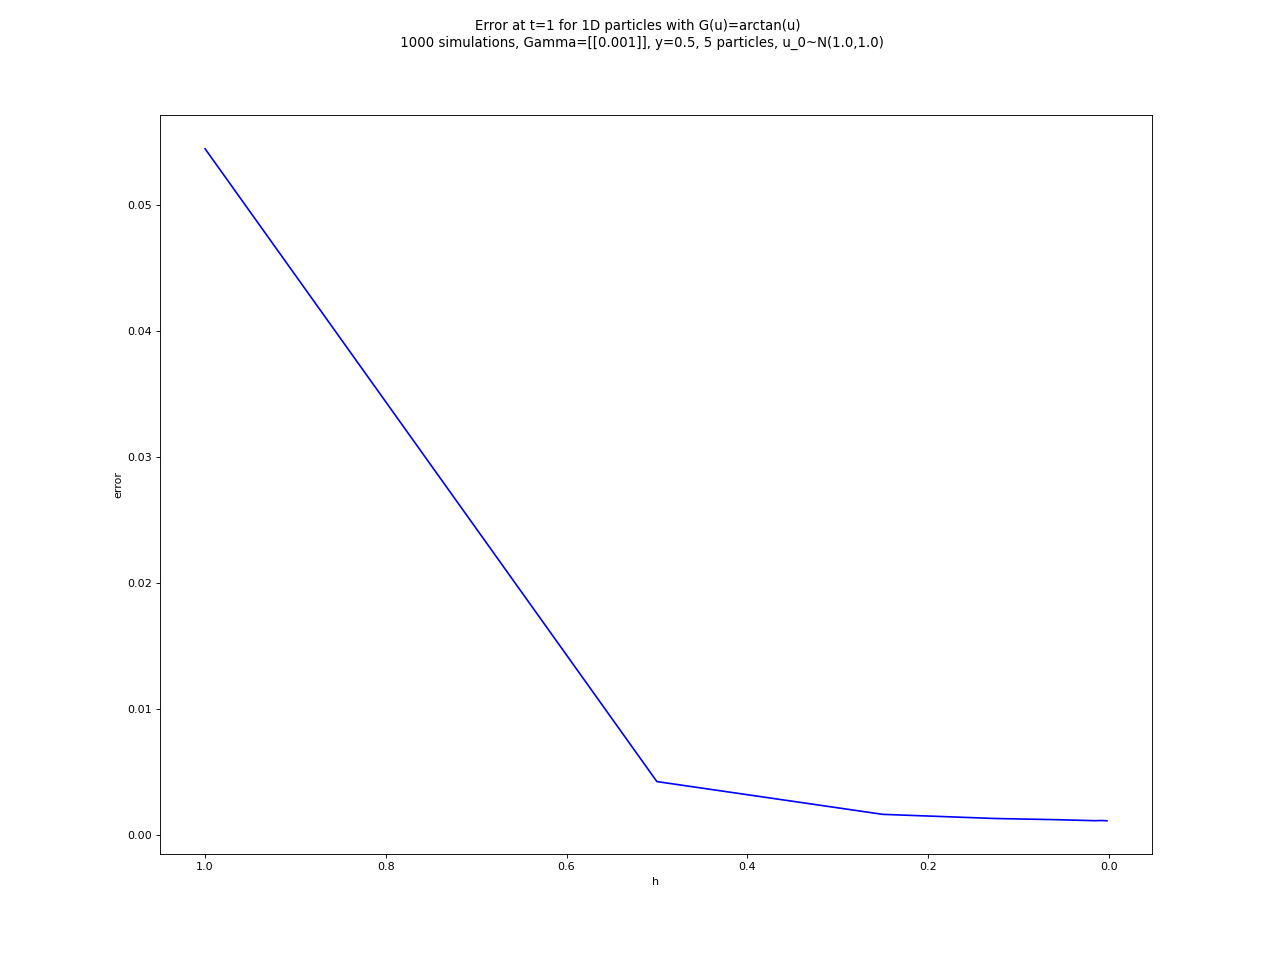 Error at t=1 for 1D particles with G(u)=arctan(u)
1000 simulations, Gamma=[[0.001]], y=0.5, 5 particles, u_0~N(1.0,1.0)
0.05
0.04
0.03
0.02
0.01
0.00
error
1.0 0.8 0.6 0.4 0.2 0.0
h